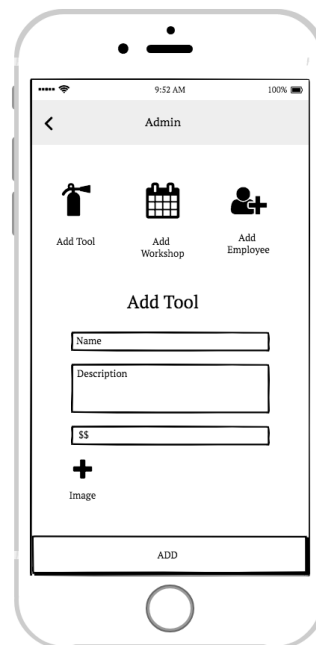 9:52 AM 100%
Admin
Add Tool
Add
Workshop
Add
Employee
Add Tool
Name
Description
$$
Image
ADD